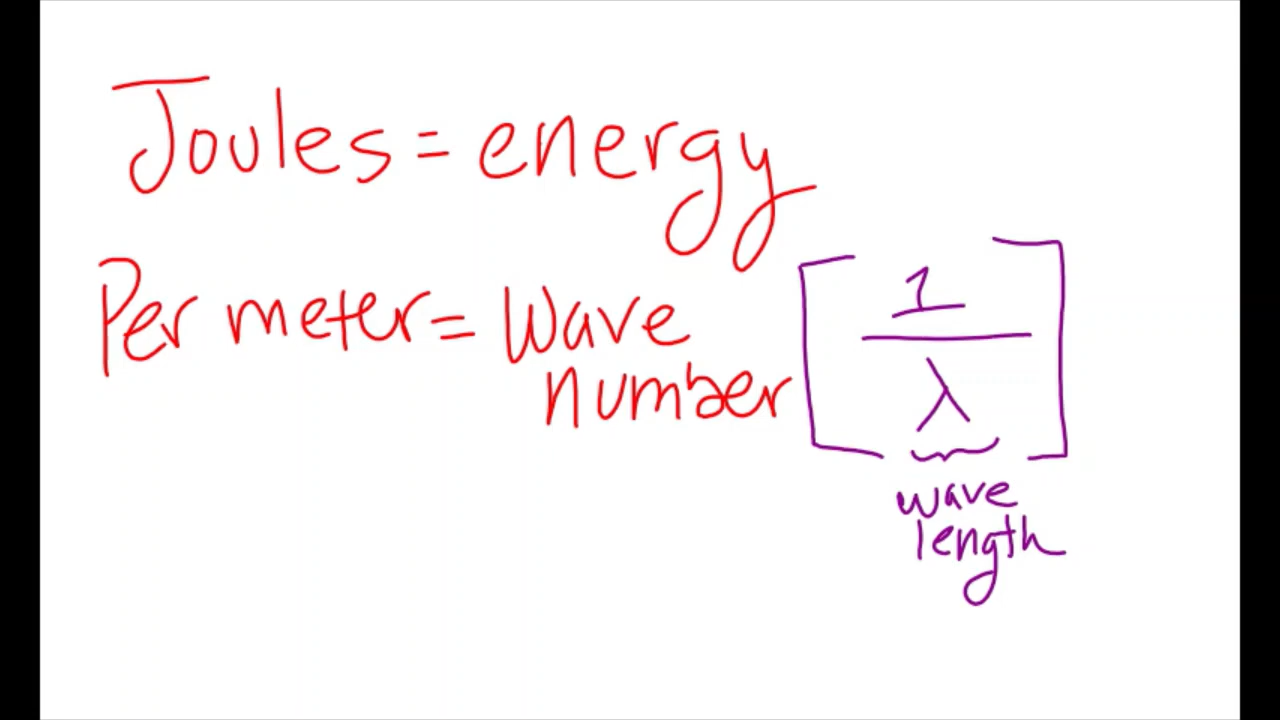 Joules = energy
Per meter = Wave
number
1
λ
wave
length